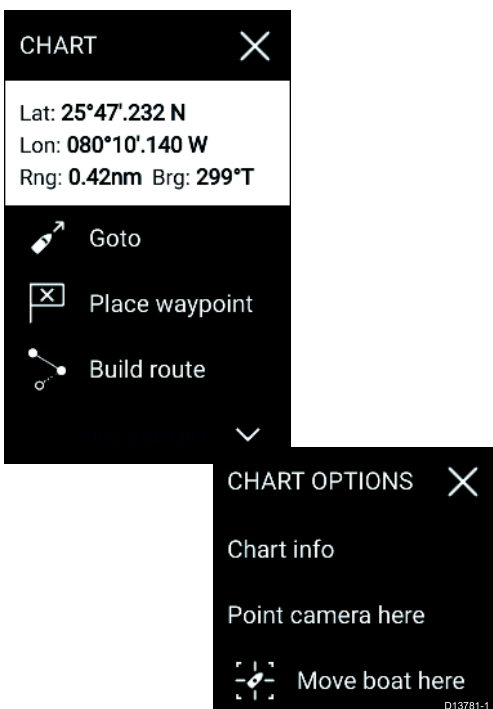 CHART
Lat: 25°47'.232 N
Lon: 080°10'.140 W
Rng: 0.42nm Brg: 299°T
Goto
Place waypoint
Build route
CHART OPTIONS
Chart info
Point camera here
Move boat here
D13781-1